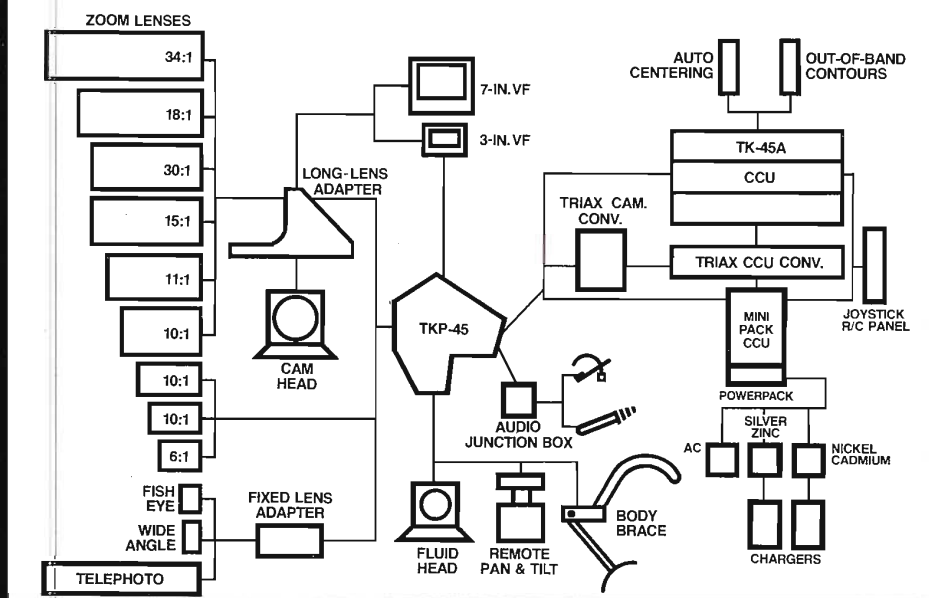 ZOOM LENSES
34:1
18:1
30:1
15:1
11:1
10:1
10:1
10:1
6:1
FISH
EYE
WIDE
ANGLE
TELEPHOTO
FIXED LENS
ADAPTER
LONG-LENS
ADAPTER
CAM
HEAD
7-IN. VF
3-IN. VF
TKP-45
AUDIO
JUNCTION BOX
FLUID
HEAD
REMOTE
PAN & TILT
BODY
BRACE
AUTO
CENTERING
OUT-OF-BAND
CONTOURS
TK-45A
CCU
TRIAX CAM.
CONV.
TRIAX CCU CONV.
MINI
PACK
CCU
JOYSTICK
R/C PANEL
POWERPACK
AC
SILVER
ZINC
NICKEL
CADMIUM
CHARGERS